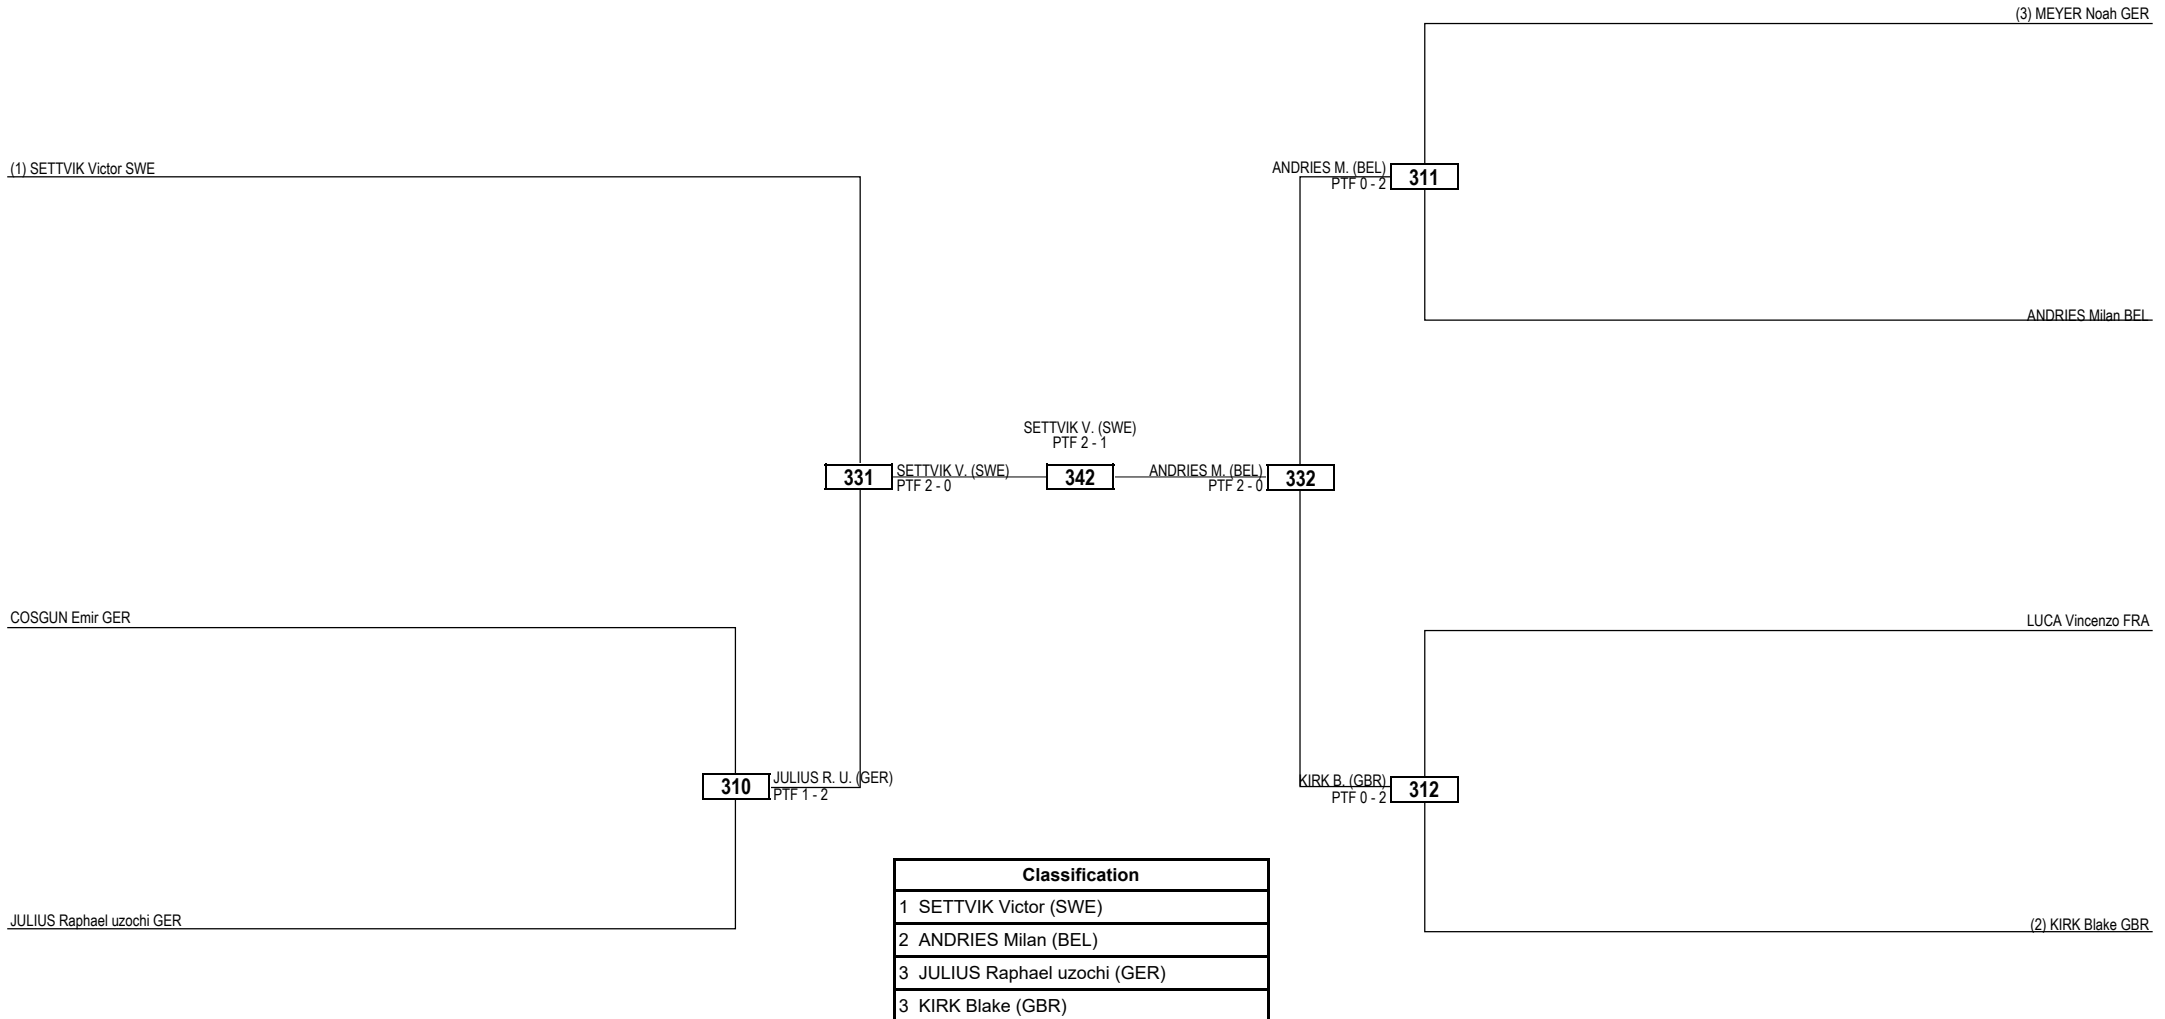 (3) MEYER Noah GER
(1) SETTVIK Victor SWE
ANDRIES M. (BEL)
PTF 0 - 2
311
ANDRIES Milan BEL
SETTVIK V. (SWE)
PTF 2 - 1
331
SETTVIK V. (SWE)
PTF 2 - 0
342
ANDRIES M. (BEL)
PTF 2 - 0
332
COSGUN Emir GER
LUCA Vincenzo FRA
310
JULIUS R. U. (GER)
PTF 1 - 2
KIRK B. (GBR)
PTF 0 - 2
312
JULIUS Raphael uzochi GER
(2) KIRK Blake GBR
Classification
1 SETTVIK Victor (SWE)
2 ANDRIES Milan (BEL)
3 JULIUS Raphael uzochi (GER)
3 KIRK Blake (GBR)